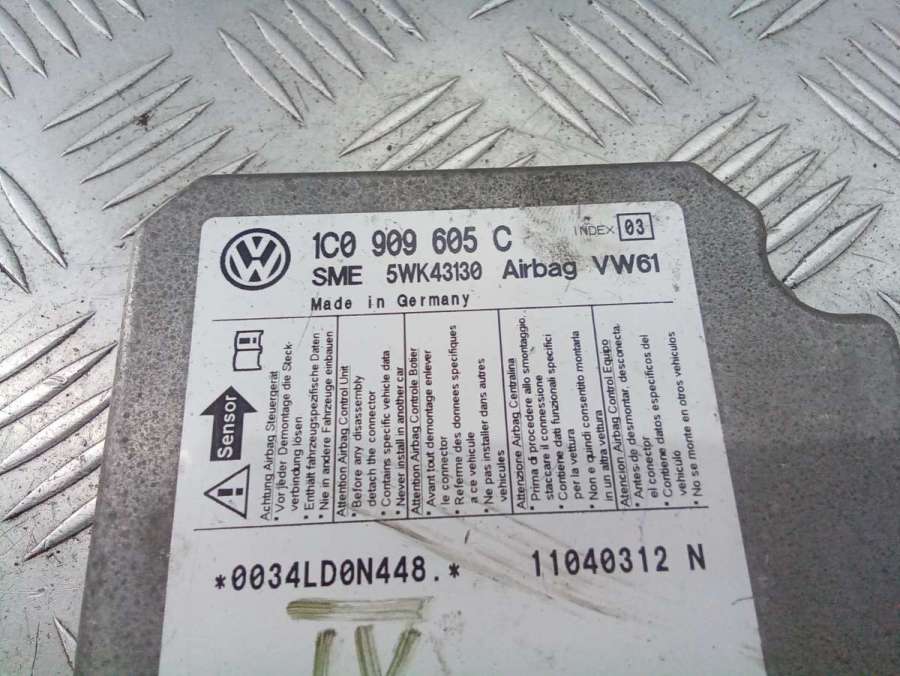 1C0 909 605 C
INDEX 03
SME 5WK43130 Airbag VW61
Made in Germany
Sensor
Achtung Airbag Steuergerät
• Vor jeder Demontage die Steck-
verbindung lösen
• Enthält fahrzeugspezifische Daten
• Nie in andere Fahrzeuge einbauen
Attention Airbag Control Unit
• Before any disassembly
detach the connector
• Contains specific vehicle data
• Never install in another car
Attention Airbag Controle Boitier
• Avant tout demontage enlever
le connector
• Referme des donnees specifiques
a ce vehicule
• Ne pas installer dans autres
vehicules
Attenzione Airbag Centralina
• Prima di procedere allo smontaggio,
staccare il connessione
• Contiene dati funzionali specifici
per la vettura
• Non e quindi consentito montarla
in un altra vettura
Atencion Airbag Control Equipo
• Antes de desmontar, desconecta.
el conector
• Contiene datos especificos del
vehiculo
• No se monte en otros vehiculos
*0034LD0N448.*
11040312 N